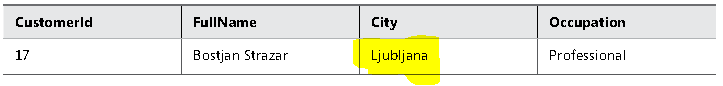 CustomerId FullName City Occupation
17 Bostjan Strazar Ljubljana Professional